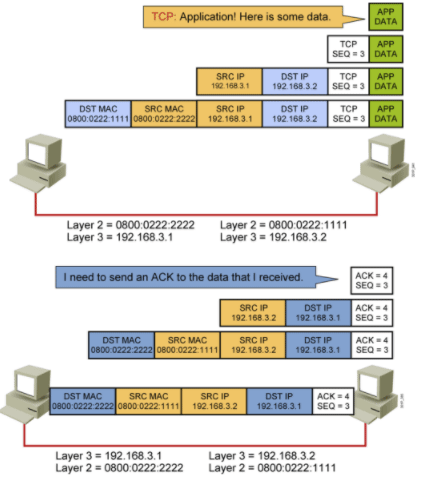 TCP: Application! Here is some data.
APP
DATA
TCP
SEQ = 3
APP
DATA
SRC IP
192.168.3.1
DST IP
192.168.3.2
TCP
SEQ = 3
APP
DATA
DST MAC
0800:0222:1111
SRC MAC
0800:0222:2222
SRC IP
192.168.3.1
DST IP
192.168.3.2
TCP
SEQ = 3
APP
DATA
Layer 2 = 0800:0222:2222
Layer 3 = 192.168.3.1
Layer 2 = 0800:0222:1111
Layer 3 = 192.168.3.2
I need to send an ACK to the data that I received.
ACK = 4
SEQ = 3
SRC IP
192.168.3.2
DST IP
192.168.3.1
ACK = 4
SEQ = 3
DST MAC
0800:0222:2222
SRC MAC
0800:0222:1111
SRC IP
192.168.3.2
DST IP
192.168.3.1
ACK = 4
SEQ = 3
DST MAC
0800:0222:2222
SRC MAC
0800:0222:1111
SRC IP
192.168.3.2
DST IP
192.168.3.1
ACK = 4
SEQ = 3
Layer 3 = 192.168.3.1
Layer 2 = 0800:0222:2222
Layer 3 = 192.168.3.2
Layer 2 = 0800:0222:1111